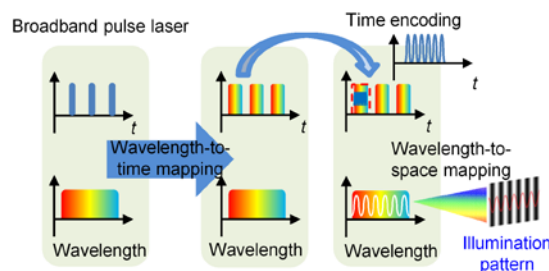 Broadband pulse laser
Time encoding
t
t
t
t
Wavelength-to-
time mapping
Wavelength-to-
space mapping
Wavelength
Wavelength
Wavelength
Illumination
pattern